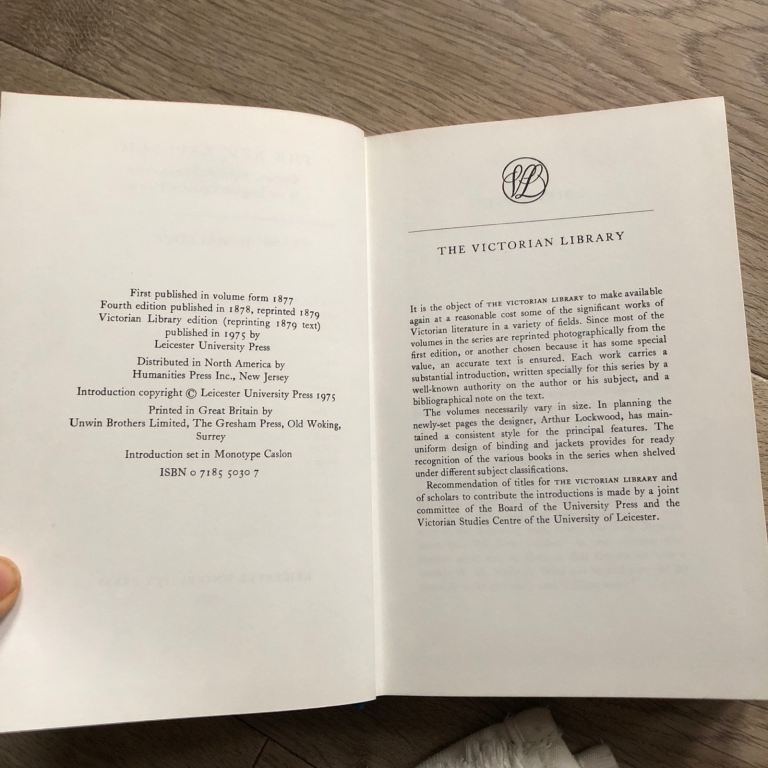 First published in volume form 1877
Fourth edition published in 1878, reprinted 1879
Victorian Library edition (reprinting 1879 text)
published in 1975 by
Leicester University Press
Distributed in North America by
Humanities Press Inc., New Jersey
Introduction copyright © Leicester University Press 1975
Printed in Great Britain by
Unwin Brothers Limited, The Gresham Press, Old Woking,
Surrey
Introduction set in Monotype Caslon
ISBN 0 7185 5030 7
VL
THE VICTORIAN LIBRARY
It is the object of THE VICTORIAN LIBRARY to make available
again at a reasonable cost some of the significant works of
Victorian literature in a variety of fields. Since most of the
volumes in the series are reprinted photographically from the
first edition, or another chosen because it has some special
value, an accurate text is ensured. Each work carries a
substantial introduction, written specially for this series by a
well-known authority on the author or his subject, and a
bibliographical note on the text.
The volumes necessarily vary in size. In planning the
newly-set pages the designer, Arthur Lockwood, has main-
tained a consistent style for the principal features. The
uniform design of binding and jackets provides for ready
recognition of the various books in the series when shelved
under different subject classifications.
Recommendation of titles for THE VICTORIAN LIBRARY and
of scholars to contribute the introductions is made by a joint
committee of the Board of the University Press and the
Victorian Studies Centre of the University of Leicester.